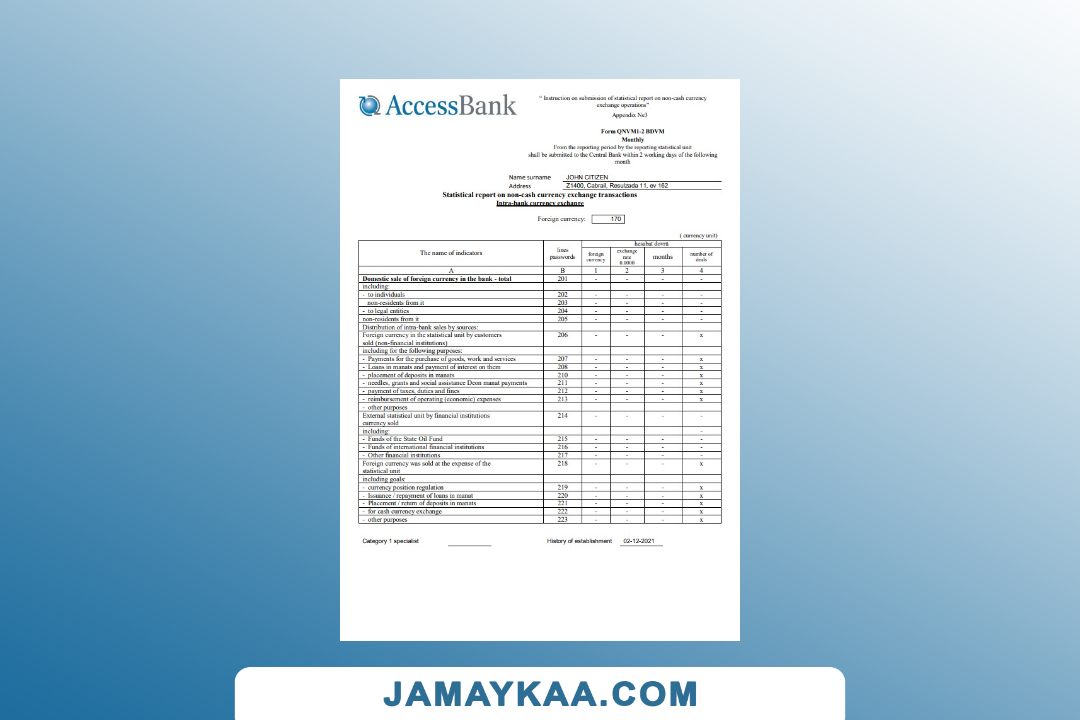 AccessBank
“ Instruction on submission of statistical report on non-cash currency
exchange operations”
Appendix No3
Form QNVM1-2 BDVM
Monthly
From the reporting period by the reporting statistical unit
shall be submitted to the Central Bank within 2 working days of the following
month
Name surname JOHN CITIZEN
Address Z1400, Cabrail, Resulzada 11, ev 162
Statistical report on non-cash currency exchange transactions
Intra-bank currency exchange
Foreign currency: 170
( currency unit)
The name of indicators lines passwords hesabat dovru
foreign currency exchange rate 0.0000 months number of deals
A B 1 2 3 4
Domestic sale of foreign currency in the bank - total 201 - - - -
including:
- to individuals 202 - - - -
non-residents from it 203 - - - -
- to legal entities 204 - - - -
non-residents from it 205 - - - -
Distribution of intra-bank sales by sources:
Foreign currency in the statistical unit by customers 206 - - - x
sold (non-financial institutions)
including for the following purposes:
- Payments for the purchase of goods, work and services 207 - - - x
- Loans in manats and payment of interest on them 208 - - - x
- placement of deposits in manats 210 - - - x
- needles, grants and social assistance Deon manat payments 211 - - - x
- payment of taxes, duties and fines 212 - - - x
- reimbursement of operating (economic) expenses 213 - - - x
- other purposes
External statistical unit by financial institutions 214 - - - -
currency sold
including: -
- Funds of the State Oil Fund 215 - - - -
- Funds of international financial institutions 216 - - - -
- Other financial institutions 217 - - - -
Foreign currency was sold at the expense of the 218 - - - x
statistical unit
including goals:
- currency position regulation 219 - - - x
- Issuance / repayment of loans in manat 220 - - - x
- Placement / return of deposits in manats 221 - - - x
- for cash currency exchange 222 - - - x
- other purposes 223 - - - x
Category 1 specialist History of establishment 02-12-2021
JAMAYKAA.COM